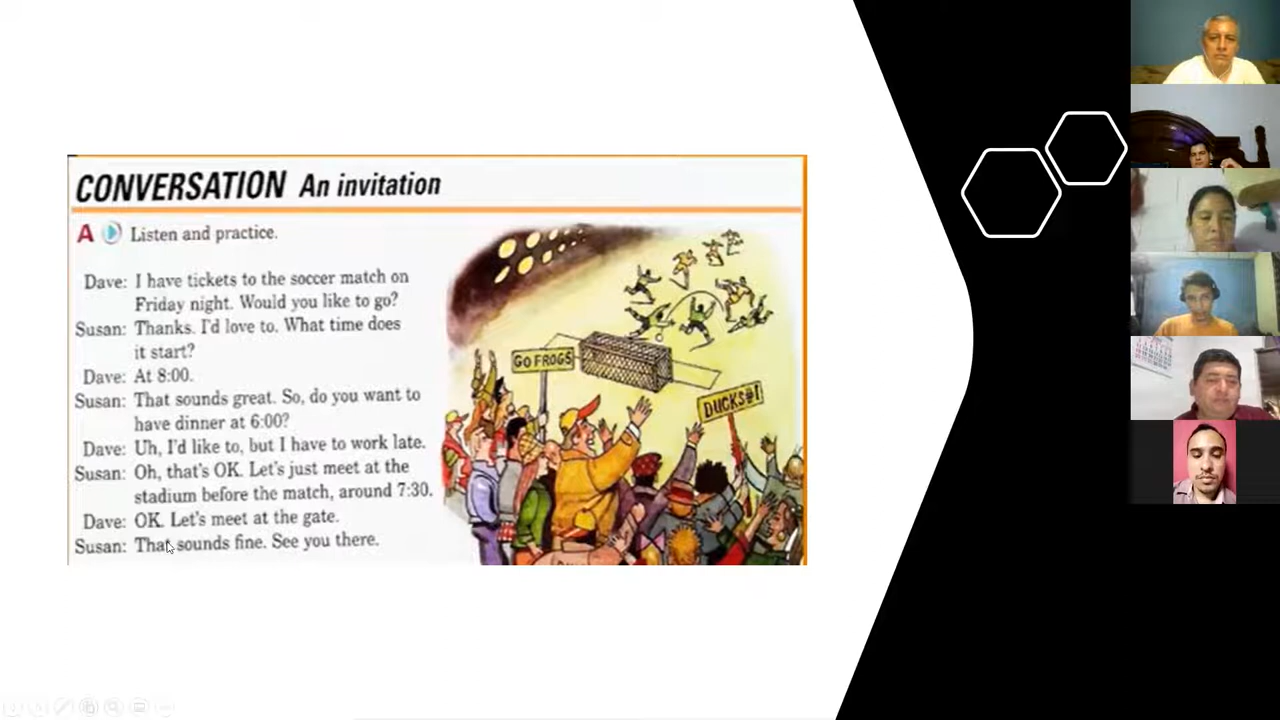 CONVERSATION An invitation
A Listen and practice.
Dave: I have tickets to the soccer match on
Friday night. Would you like to go?
Susan: Thanks. I'd love to. What time does
it start?
Dave: At 8:00.
Susan: That sounds great. So, do you want to
have dinner at 6:00?
Dave: Uh, I'd like to, but I have to work late.
Susan: Oh, that's OK. Let's just meet at the
stadium before the match, around 7:30.
Dave: OK. Let's meet at the gate.
Susan: That sounds fine. See you there.
GO FROGS
DUCKS#1